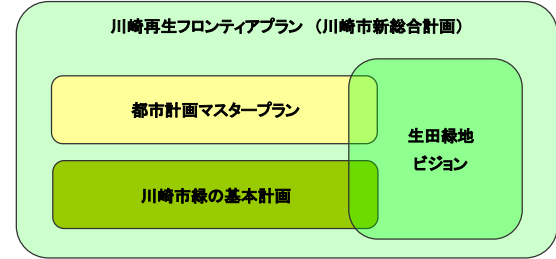 川崎再生フロンティアプラン (川崎市新総合計画)
都市計画マスタープラン
生田緑地
ビジョン
川崎市緑の基本計画